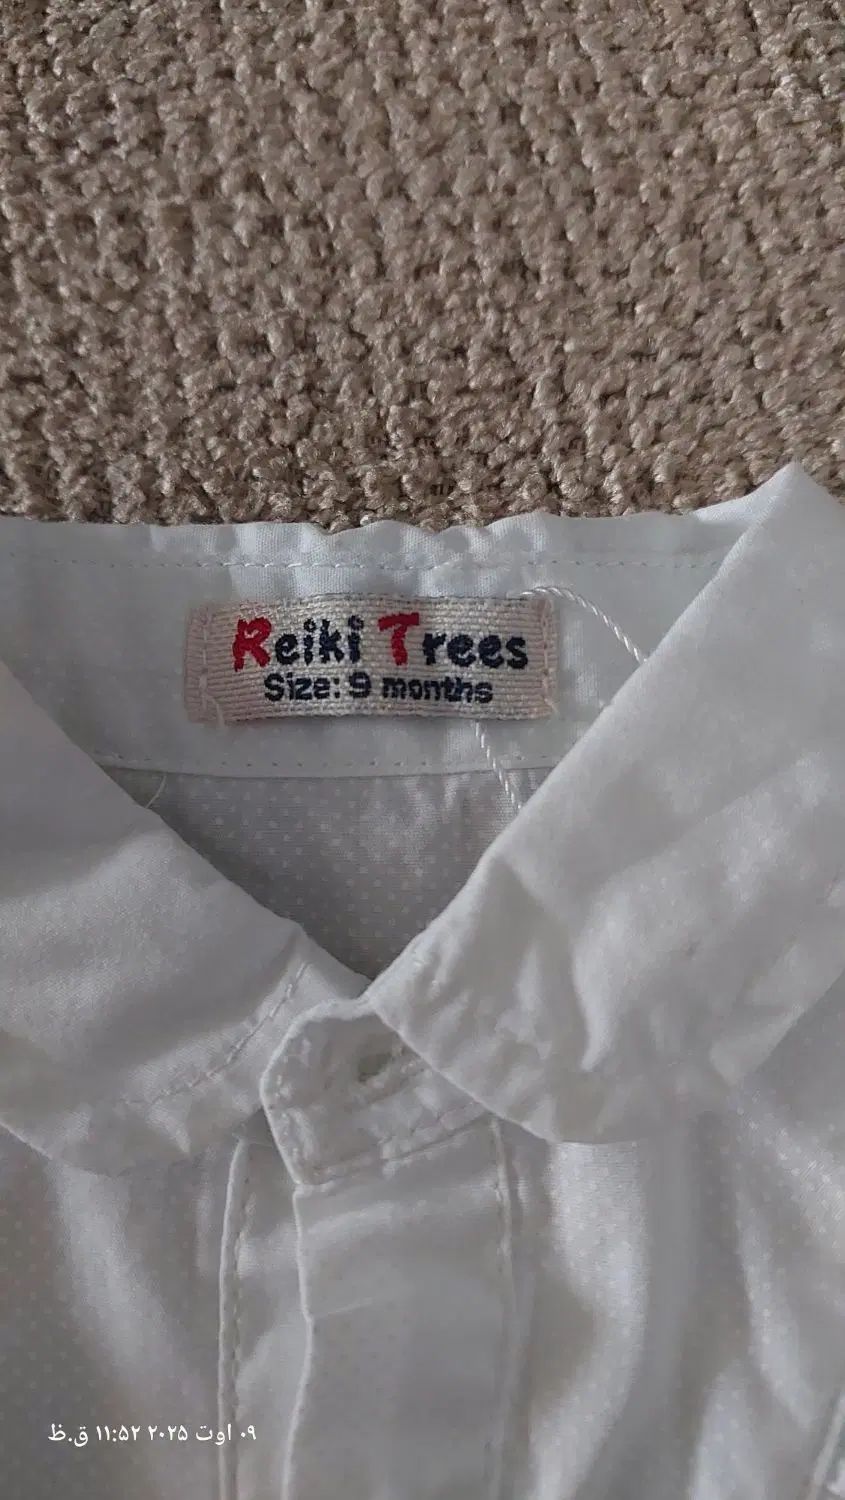 Reiki Trees
Size: 9 months
۰۹ اوت ۲۰۲۵ ۱۱:۵۲ ق.ظ